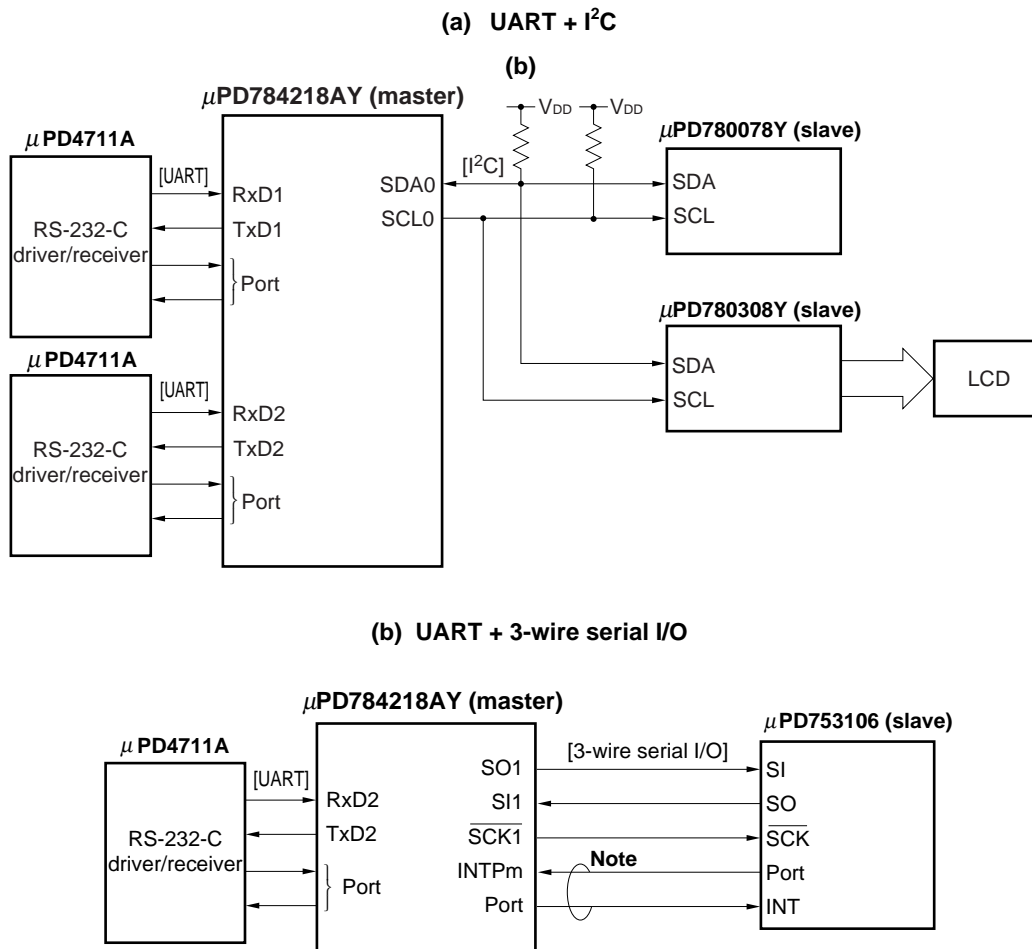 (a) UART + I²C
(b)
μPD784218AY (master)
μPD4711A
[UART]
RS-232-C
driver/receiver
RxD1
TxD1
Port
μPD4711A
[UART]
RS-232-C
driver/receiver
RxD2
TxD2
Port
SDA0
SCL0
[I²C]
VDD
VDD
μPD780078Y (slave)
SDA
SCL
μPD780308Y (slave)
SDA
SCL
LCD
(b) UART + 3-wire serial I/O
μPD784218AY (master)
μPD4711A
[UART]
RS-232-C
driver/receiver
RxD2
TxD2
Port
SO1
SI1
SCK1
INTPm
Port
[3-wire serial I/O]
Note
μPD753106 (slave)
SI
SO
SCK
Port
INT